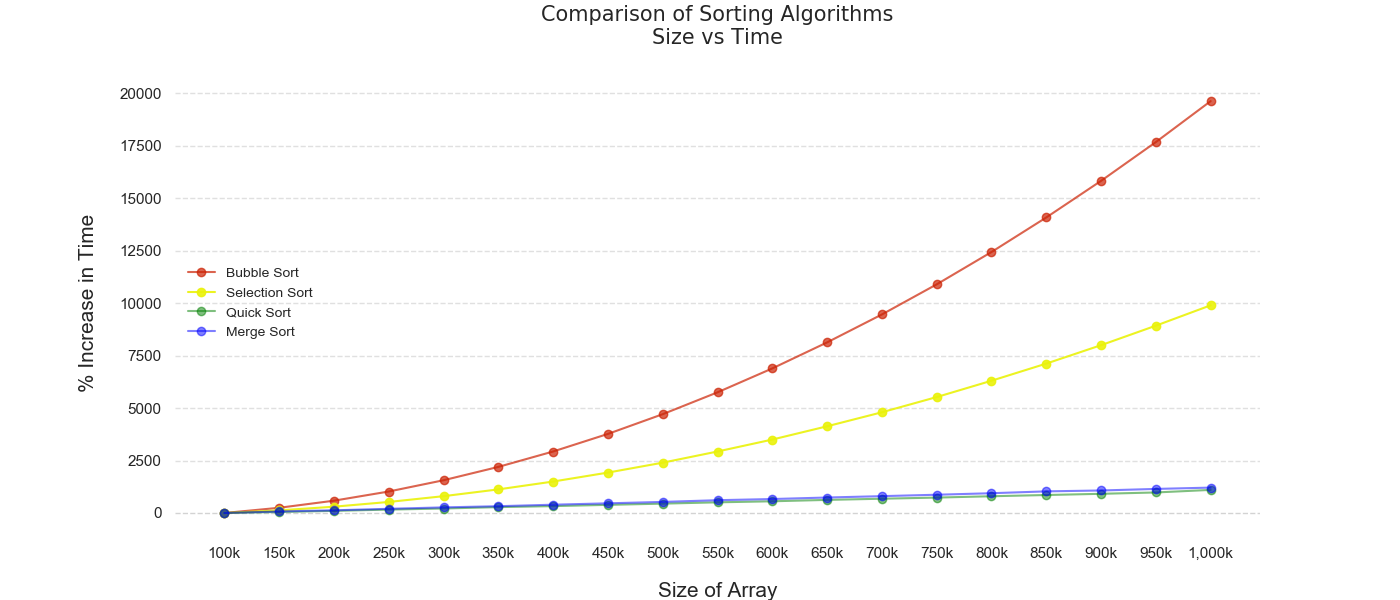 Comparison of Sorting Algorithms
Size vs Time
% Increase in Time
20000
17500
15000
12500
10000
7500
5000
2500
0
Bubble Sort
Selection Sort
Quick Sort
Merge Sort
100k 150k 200k 250k 300k 350k 400k 450k 500k 550k 600k 650k 700k 750k 800k 850k 900k 950k 1,000k
Size of Array